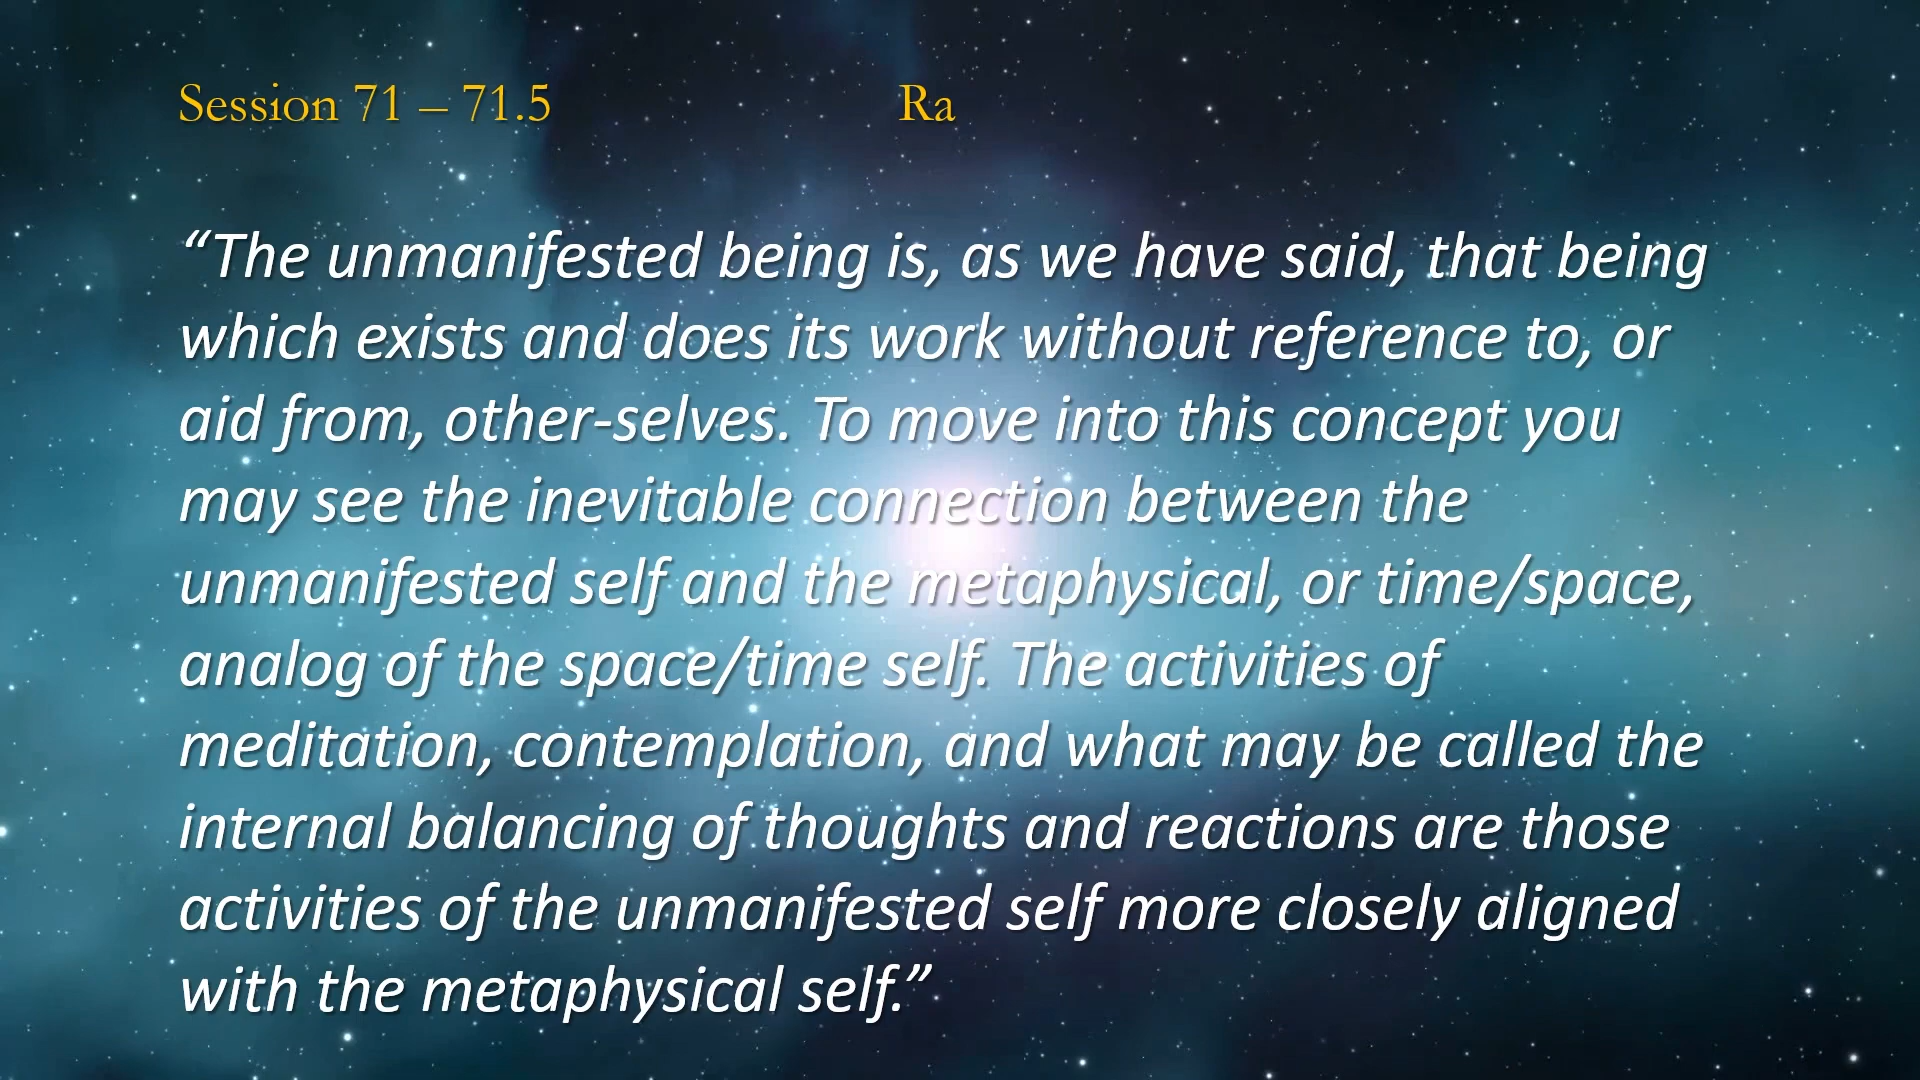 Session 71 – 71.5 Ra
“The unmanifested being is, as we have said, that being
which exists and does its work without reference to, or
aid from, other-selves. To move into this concept you
may see the inevitable connection between the
unmanifested self and the metaphysical, or time/space,
analog of the space/time self. The activities of
meditation, contemplation, and what may be called the
internal balancing of thoughts and reactions are those
activities of the unmanifested self more closely aligned
with the metaphysical self.”